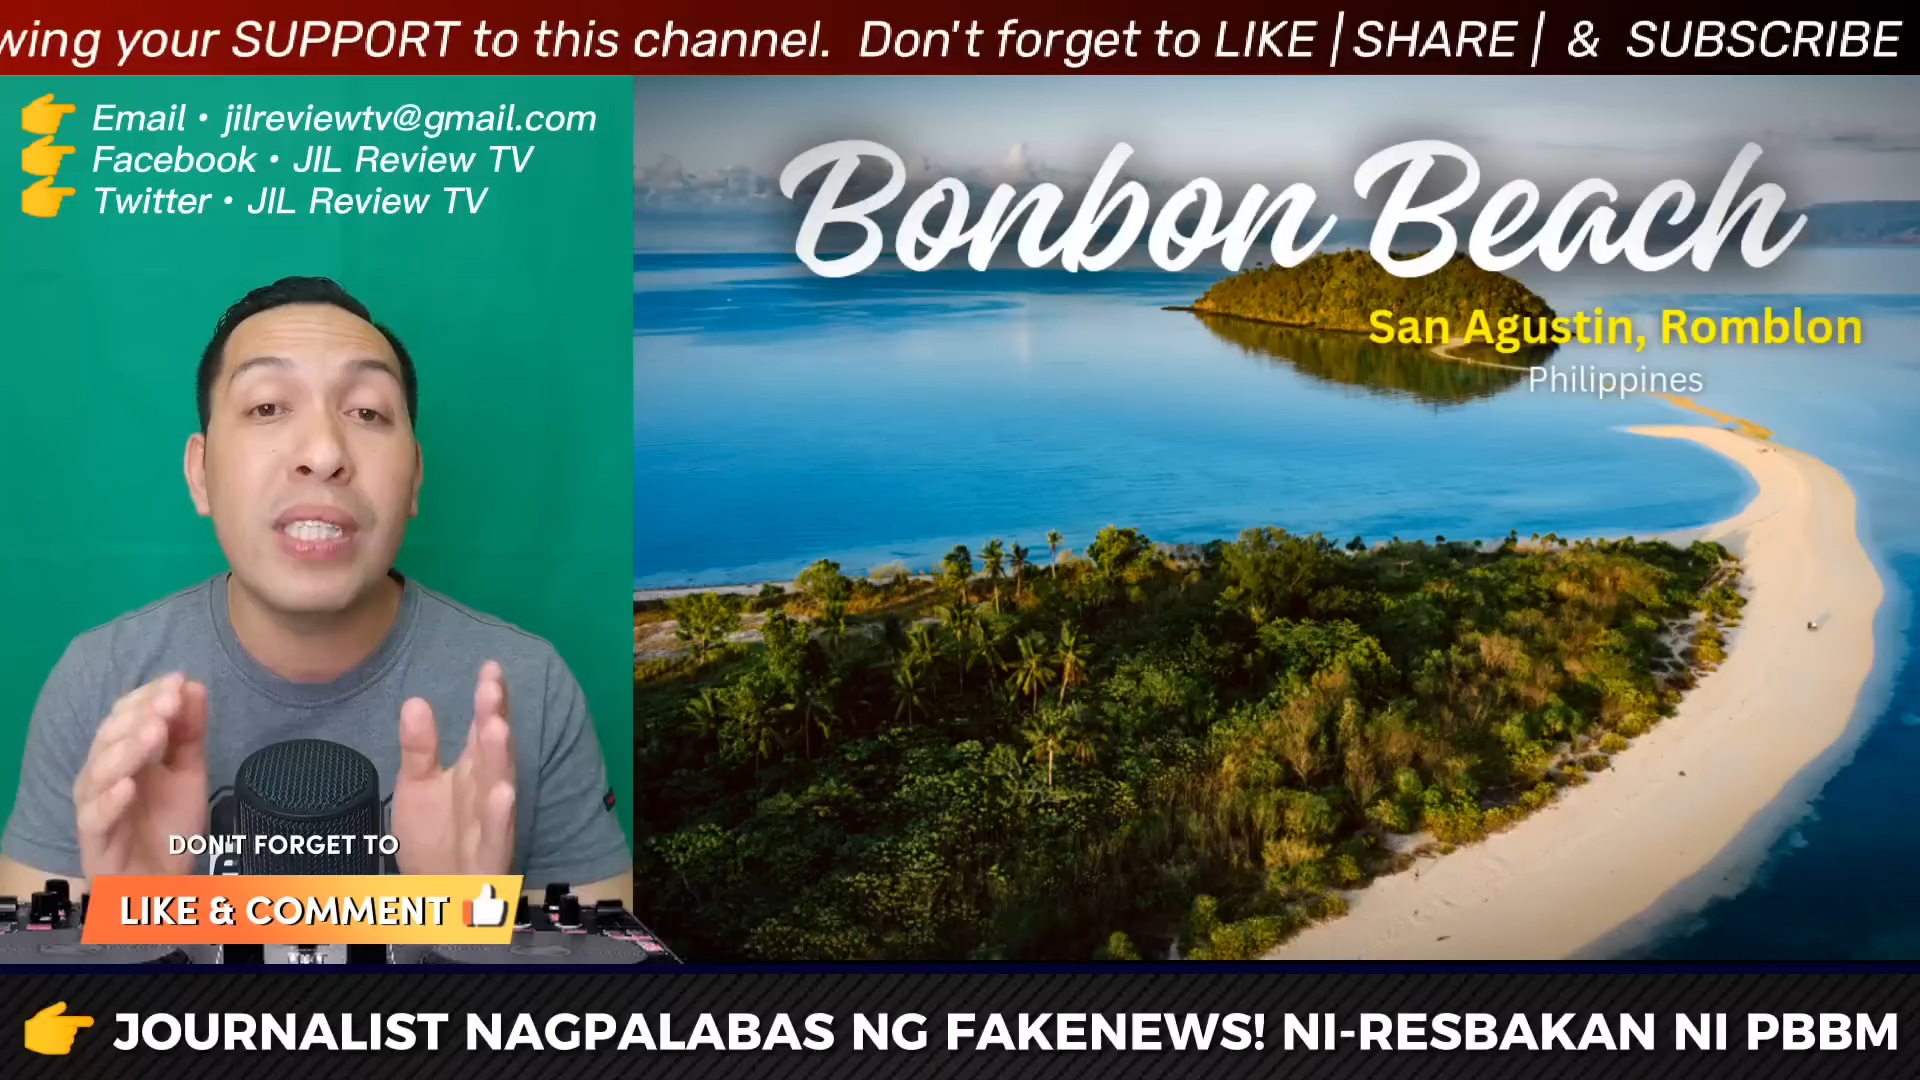 wing your SUPPORT to this channel. Don't forget to LIKE | SHARE | & SUBSCRIBE
Email • jilreviewtv@gmail.com
Facebook • JIL Review TV
Twitter • JIL Review TV
Bonbon Beach
San Agustin, Romblon
Philippines
DON'T FORGET TO
LIKE & COMMENT
JOURNALIST NAGPALABAS NG FAKENEWS! NI-RESBAKAN NI PBBM